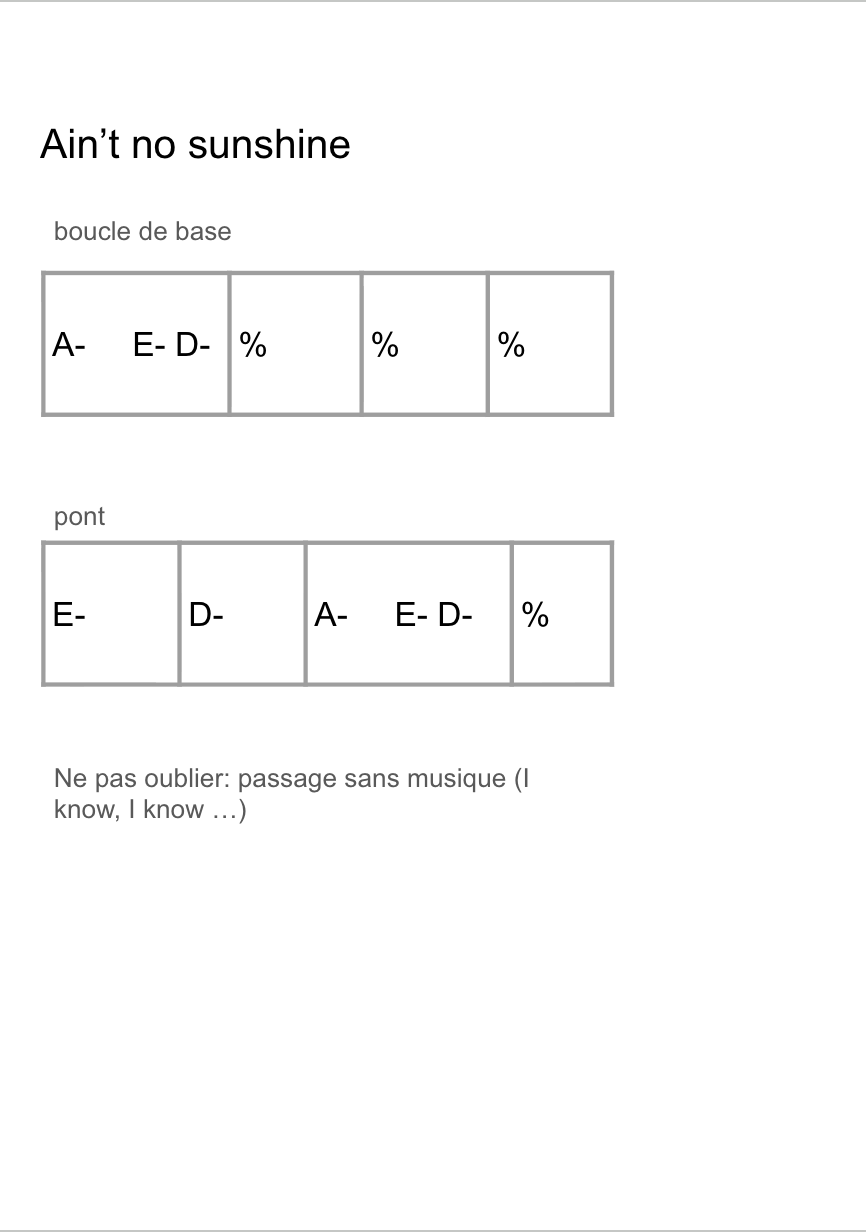 Ain’t no sunshine
boucle de base
A- E- D- % % %
pont
E- D- A- E- D- %
Ne pas oublier: passage sans musique (I
know, I know …)